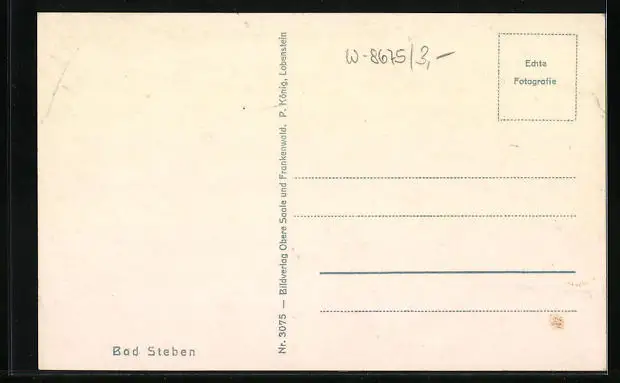 W-8675/3,-
Echte
Fotografie
Nr. 3075 — Bildverlag Obere Saale und Frankenwald. P. König, Lobenstein
Bad Steben